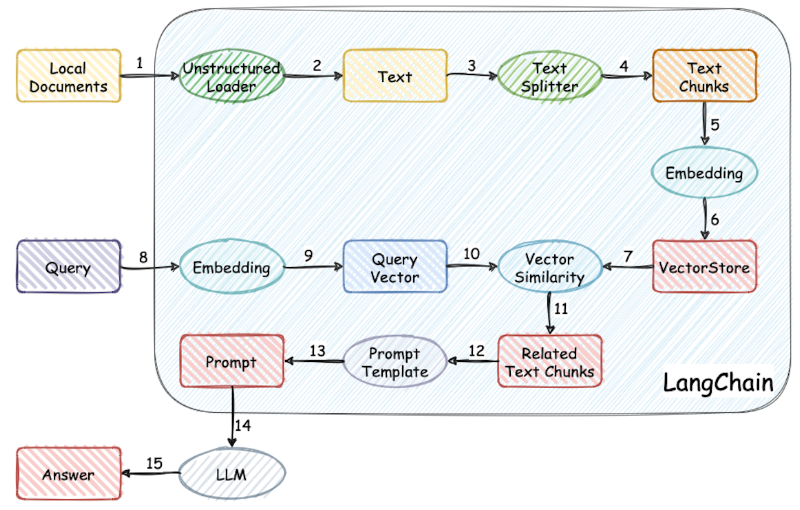 1
2
3
4
Local
Documents
Unstructured
Loader
Text
Text
Splitter
Text
Chunks
5
Embedding
6
8
9
10
7
Query
Embedding
Query
Vector
Vector
Similarity
VectorStore
11
13
12
Prompt
Prompt
Template
Related
Text Chunks
LangChain
14
15
Answer
LLM